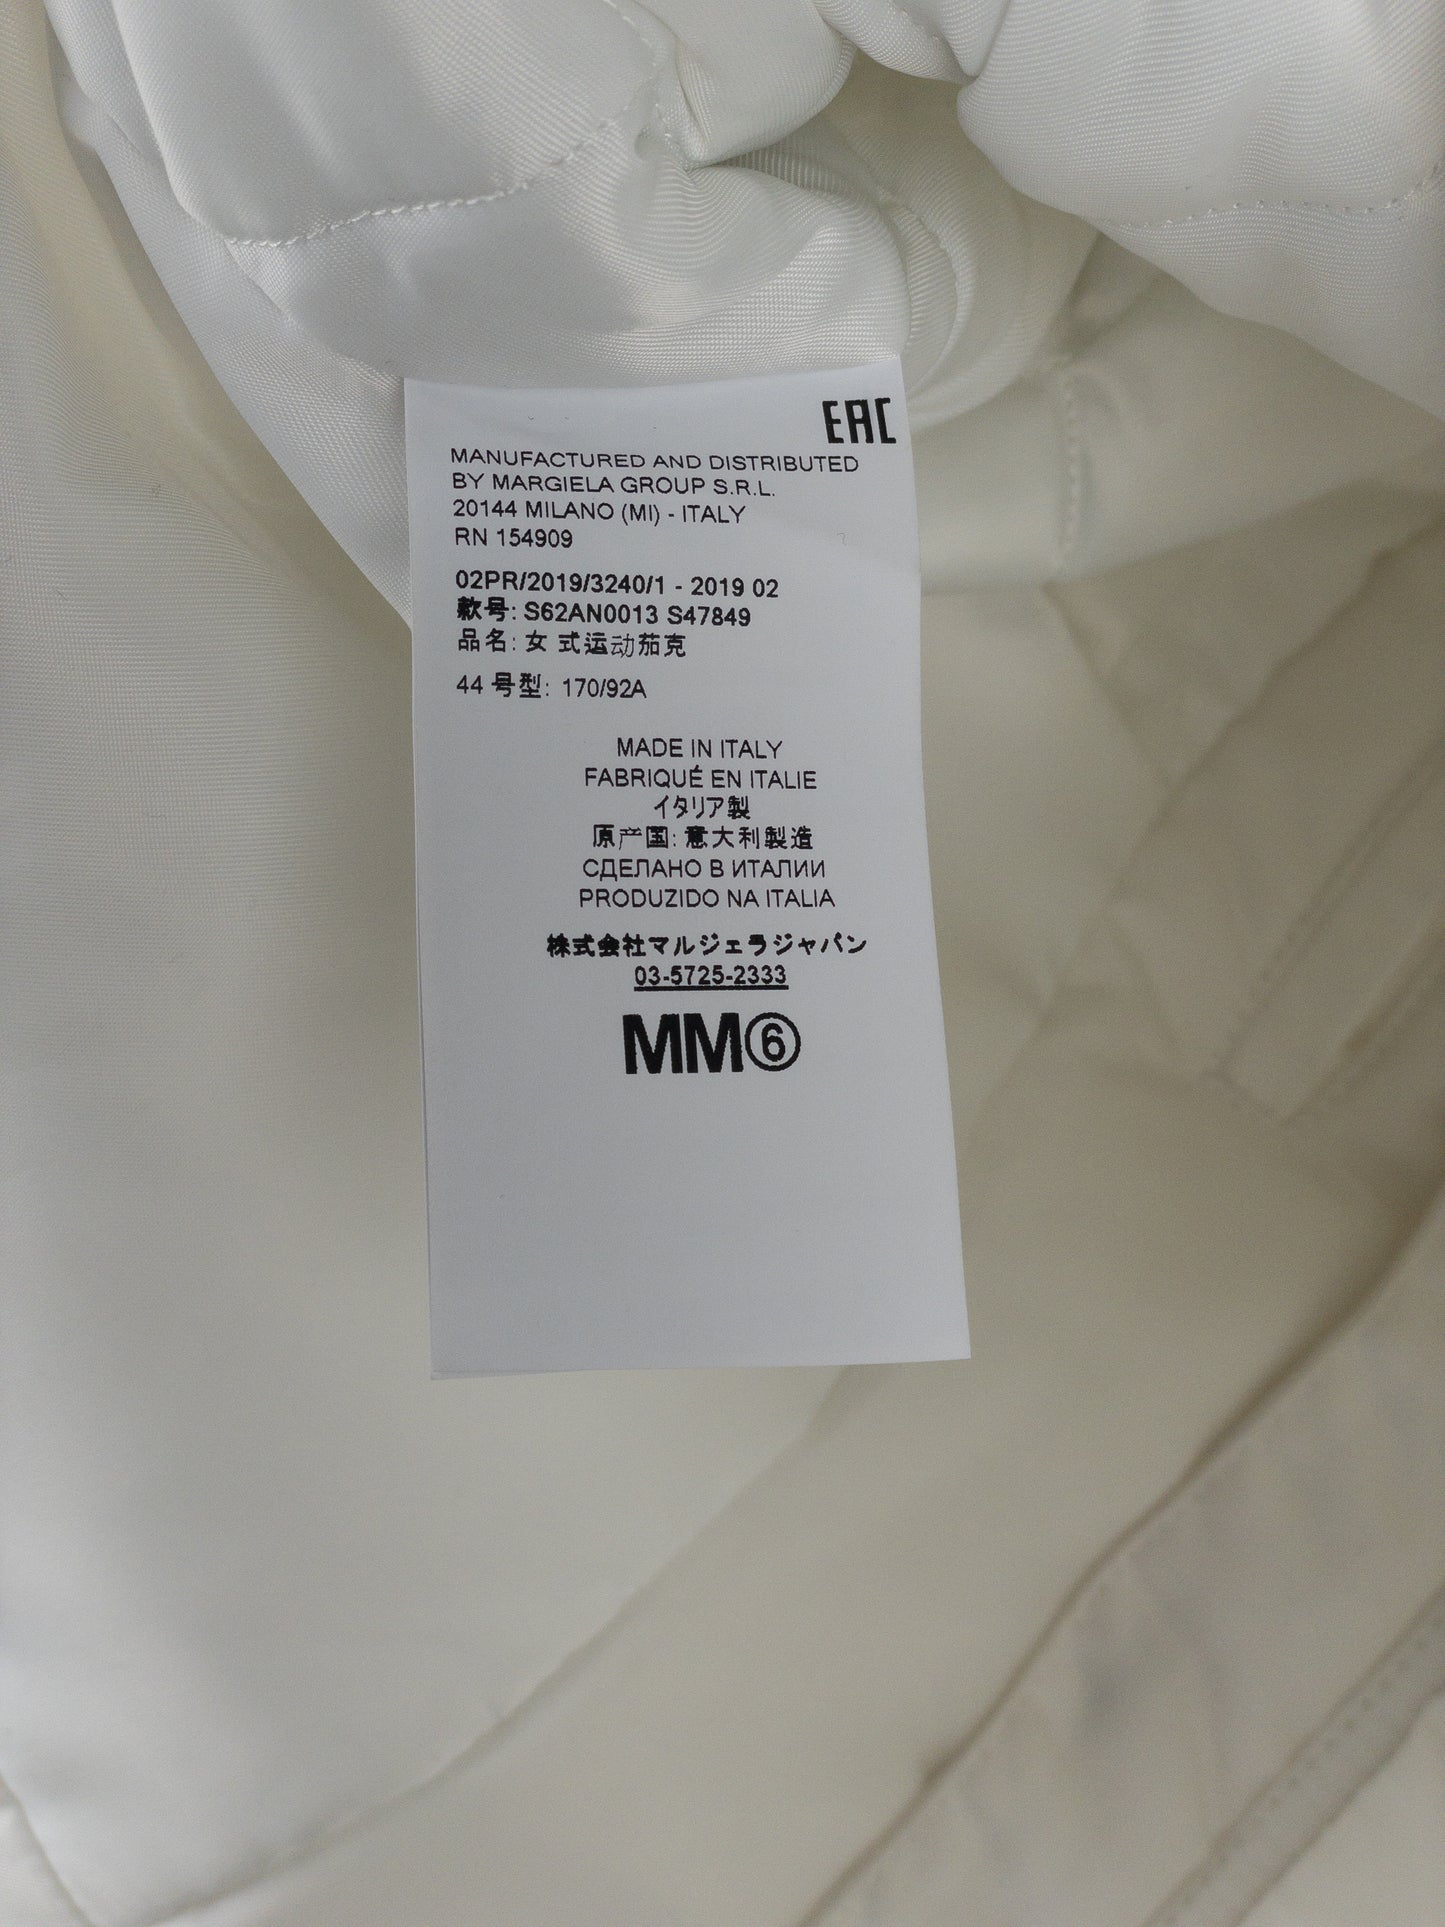 EAC
MANUFACTURED AND DISTRIBUTED
BY MARGIELA GROUP S.R.L.
20144 MILANO (MI) - ITALY
RN 154909
02PR/2019/3240/1 - 2019 02
款号: S62AN0013 S47849
品名: 女 式运动茄克
44 号型: 170/92A
MADE IN ITALY
FABRIQUÉ EN ITALIE
イタリア製
原产国: 意大利製造
СДЕЛАНО В ИТАЛИИ
PRODUZIDO NA ITALIA
株式会社マルジェラジャパン
03-5725-2333
MM⑥